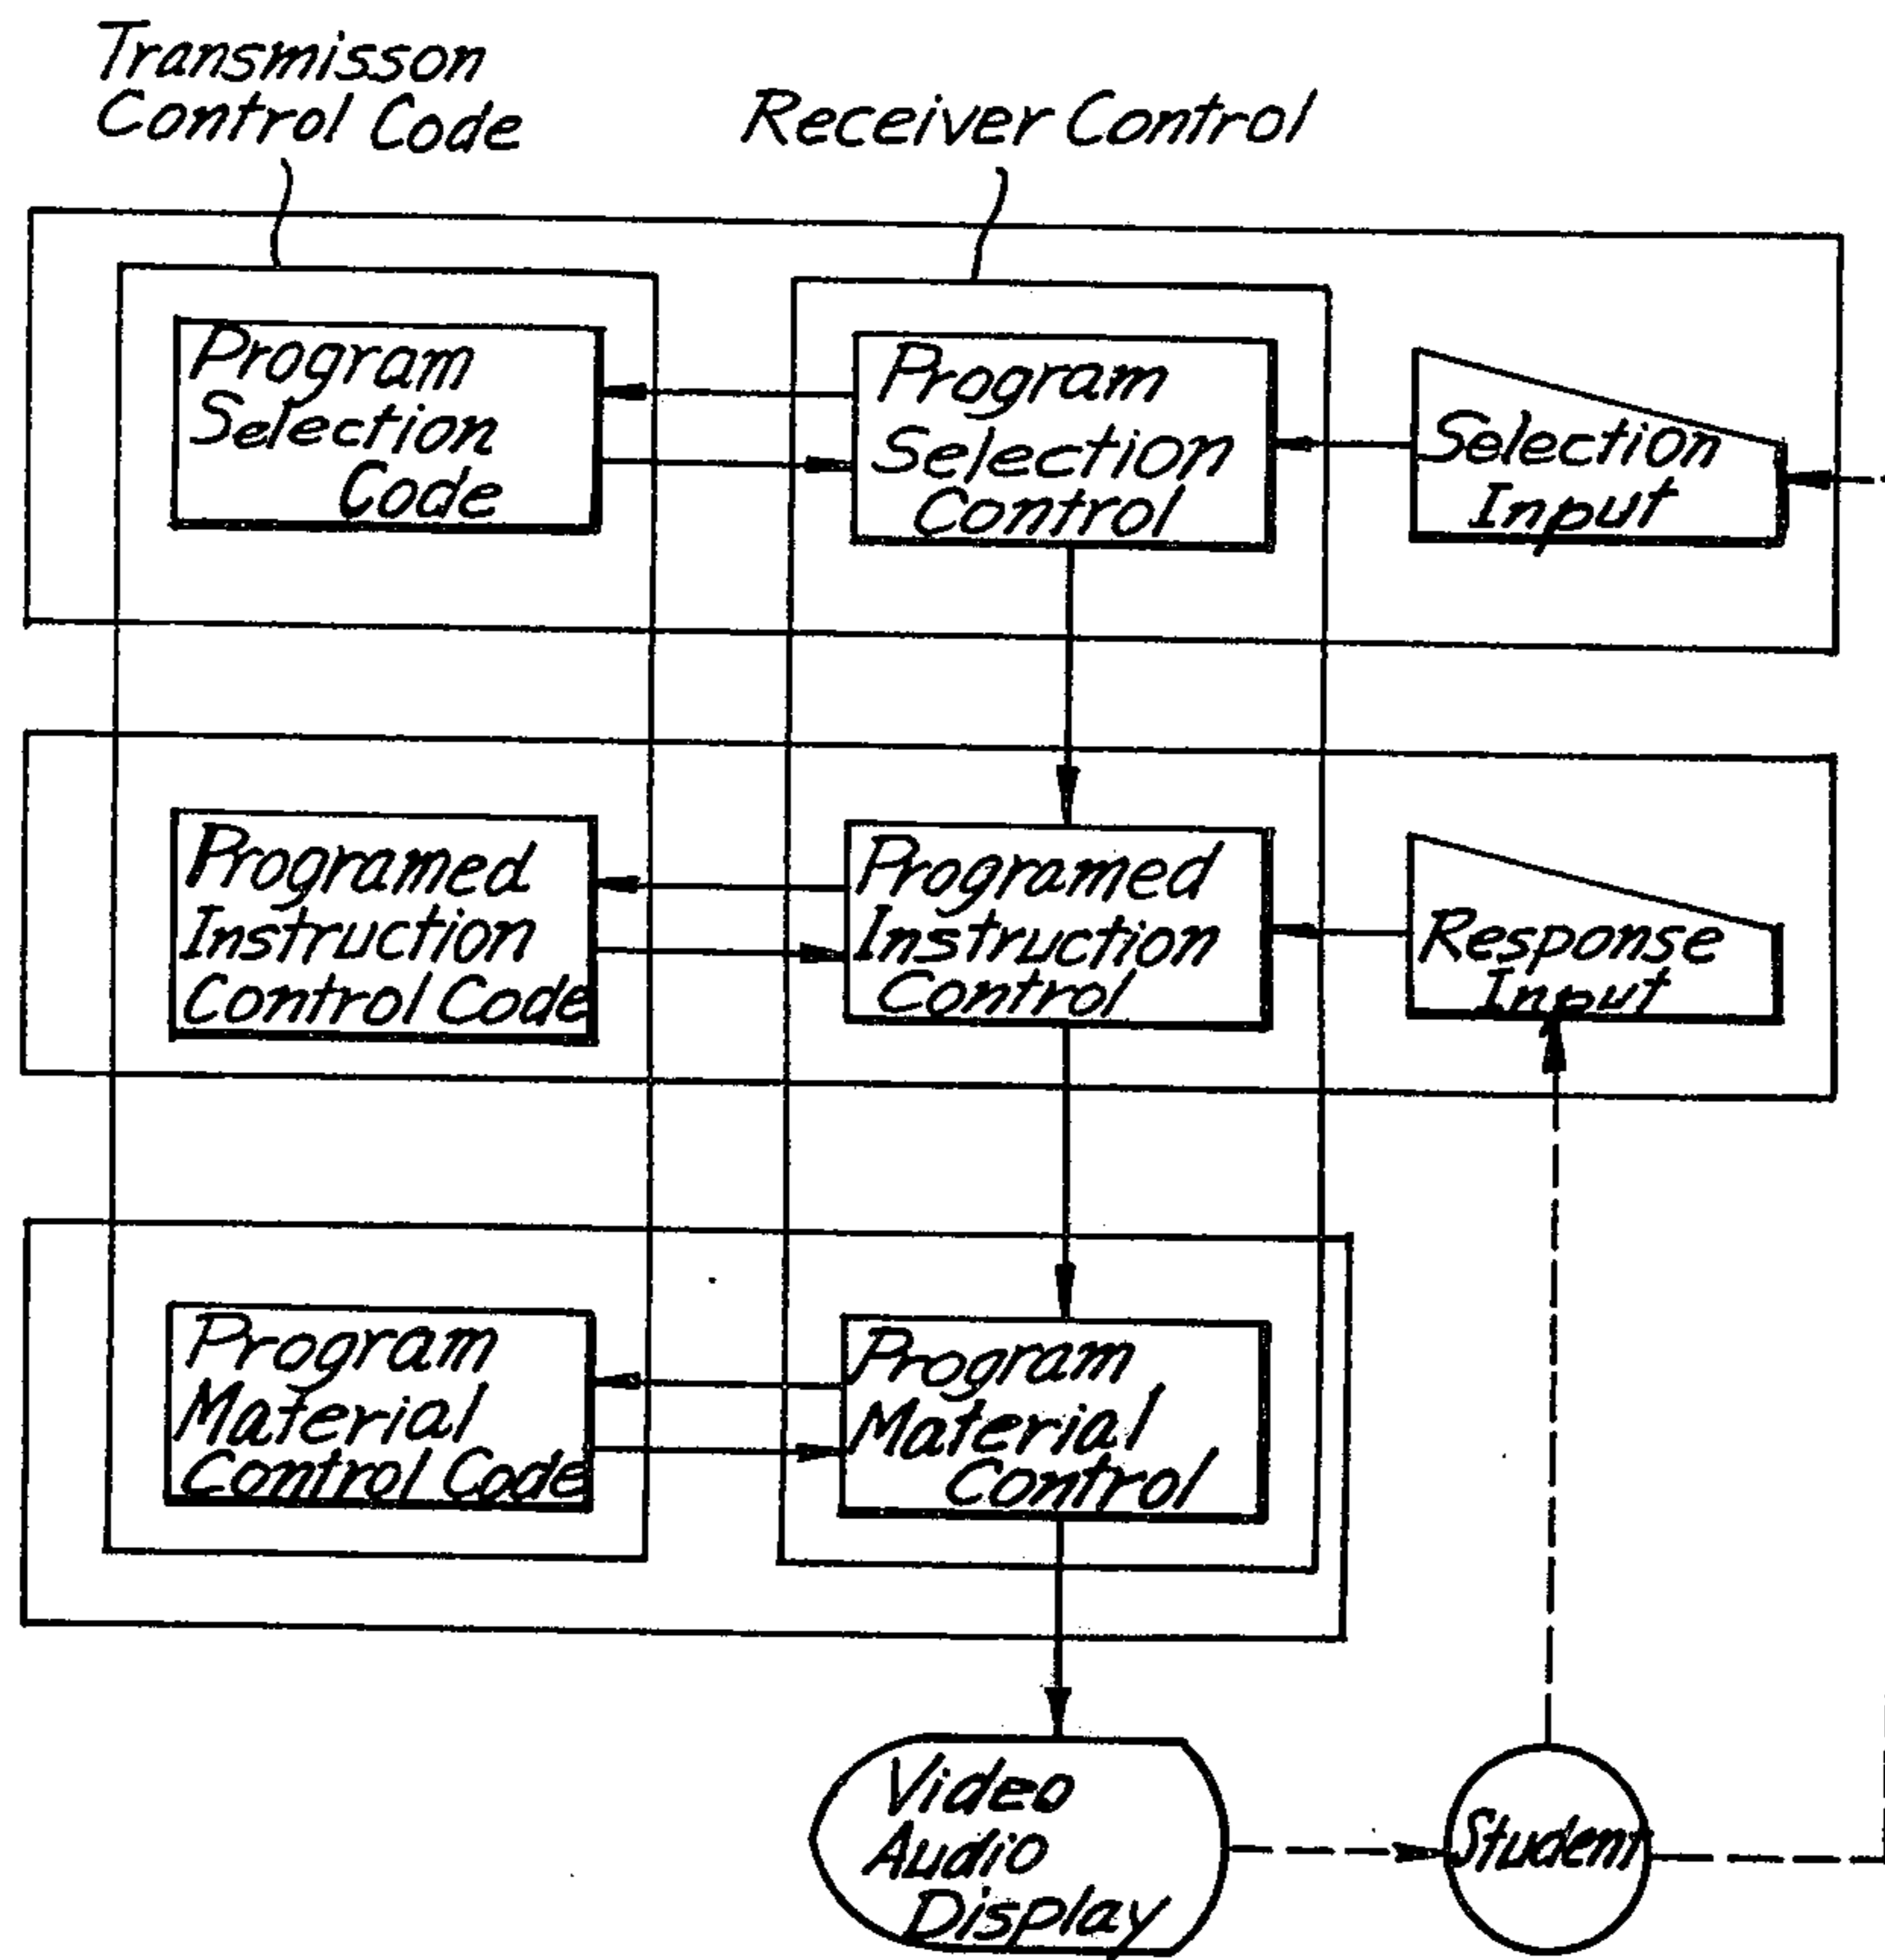 Transmisson
Control Code
Receiver Control
Program
Selection
Code
Program
Selection
Control
Selection
Input
Programed
Instruction
Control Code
Programed
Instruction
Control
Response
Input
Program
Material
Control Code
Program
Material
Control
Video
Audio
Display
Student